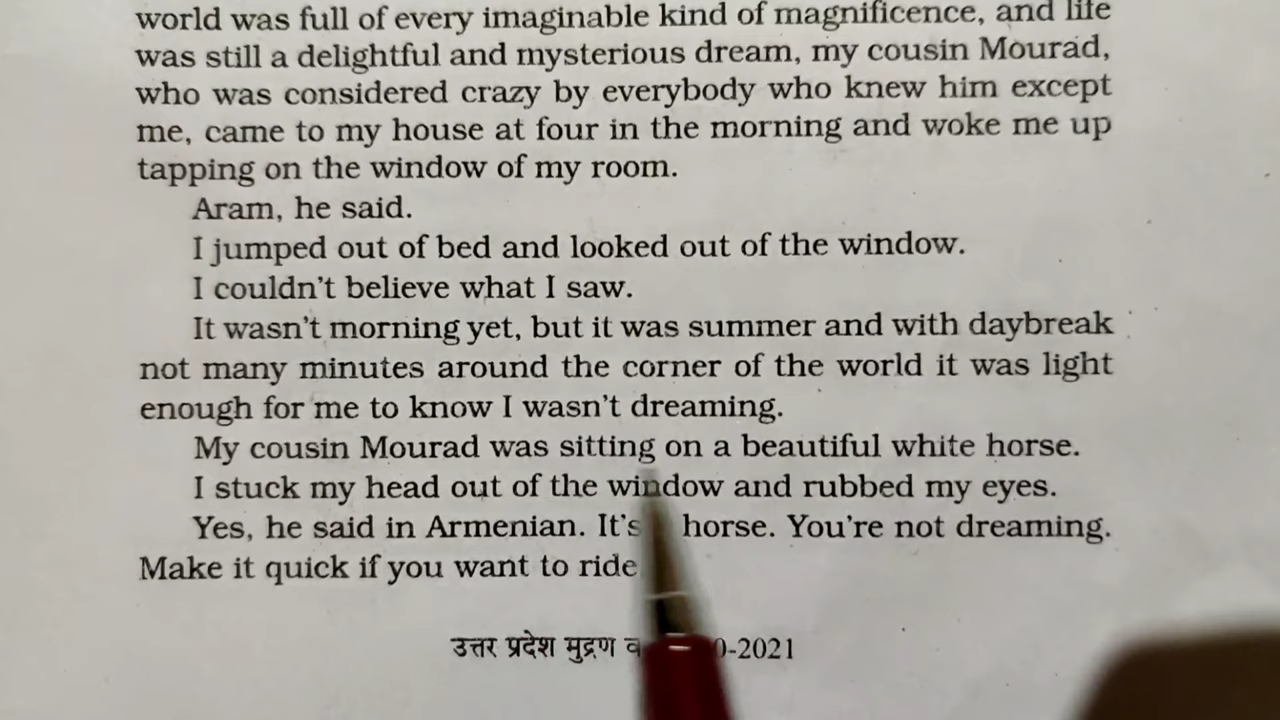 world was full of every imaginable kind of magnificence, and life
was still a delightful and mysterious dream, my cousin Mourad,
who was considered crazy by everybody who knew him except
me, came to my house at four in the morning and woke me up
tapping on the window of my room.
Aram, he said.
I jumped out of bed and looked out of the window.
I couldn't believe what I saw.
It wasn't morning yet, but it was summer and with daybreak
not many minutes around the corner of the world it was light
enough for me to know I wasn't dreaming.
My cousin Mourad was sitting on a beautiful white horse.
I stuck my head out of the window and rubbed my eyes.
Yes, he said in Armenian. It's horse. You're not dreaming.
Make it quick if you want to ride
उत्तर प्रदेश मुद्रण 0-2021